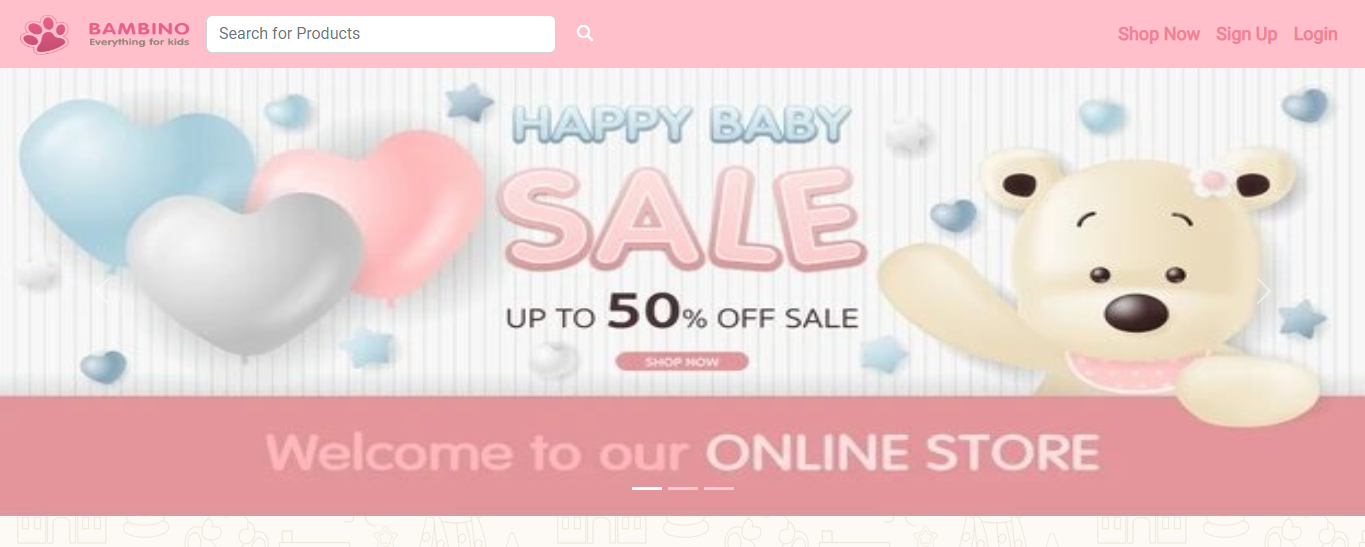 BAMBINO
Everything for kids
Search for Products
Shop Now
Sign Up
Login
HAPPY BABY
SALE
UP TO 50% OFF SALE
SHOP NOW
Welcome to our ONLINE STORE